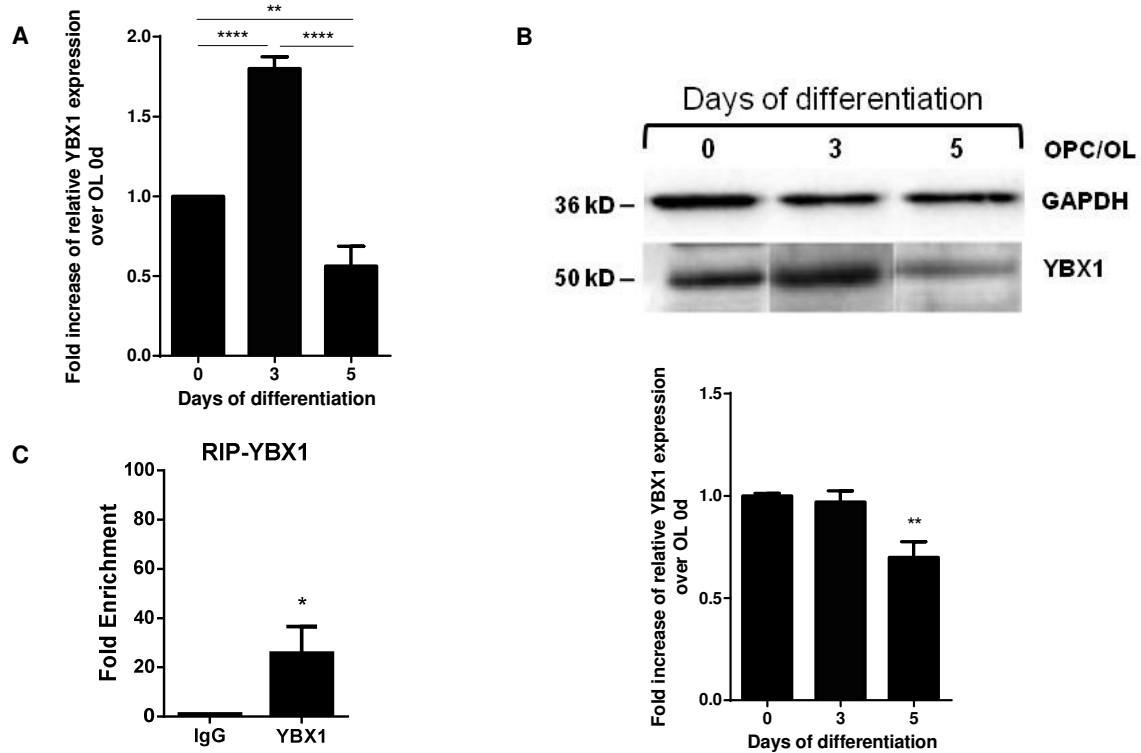 A
**
****
****
2.0
1.5
1.0
0.5
0.0
Fold increase of relative YBX1 expression
over OL 0d
0
3
5
Days of differentiation
B
Days of differentiation
0
3
5
OPC/OL
36 kD –
GAPDH
50 kD –
YBX1
1.5
1.0
0.5
0.0
Fold increase of relative YBX1 expression
over OL 0d
**
0
3
5
Days of differentiation
C
RIP-YBX1
100
80
60
40
20
0
Fold Enrichment
*
IgG
YBX1